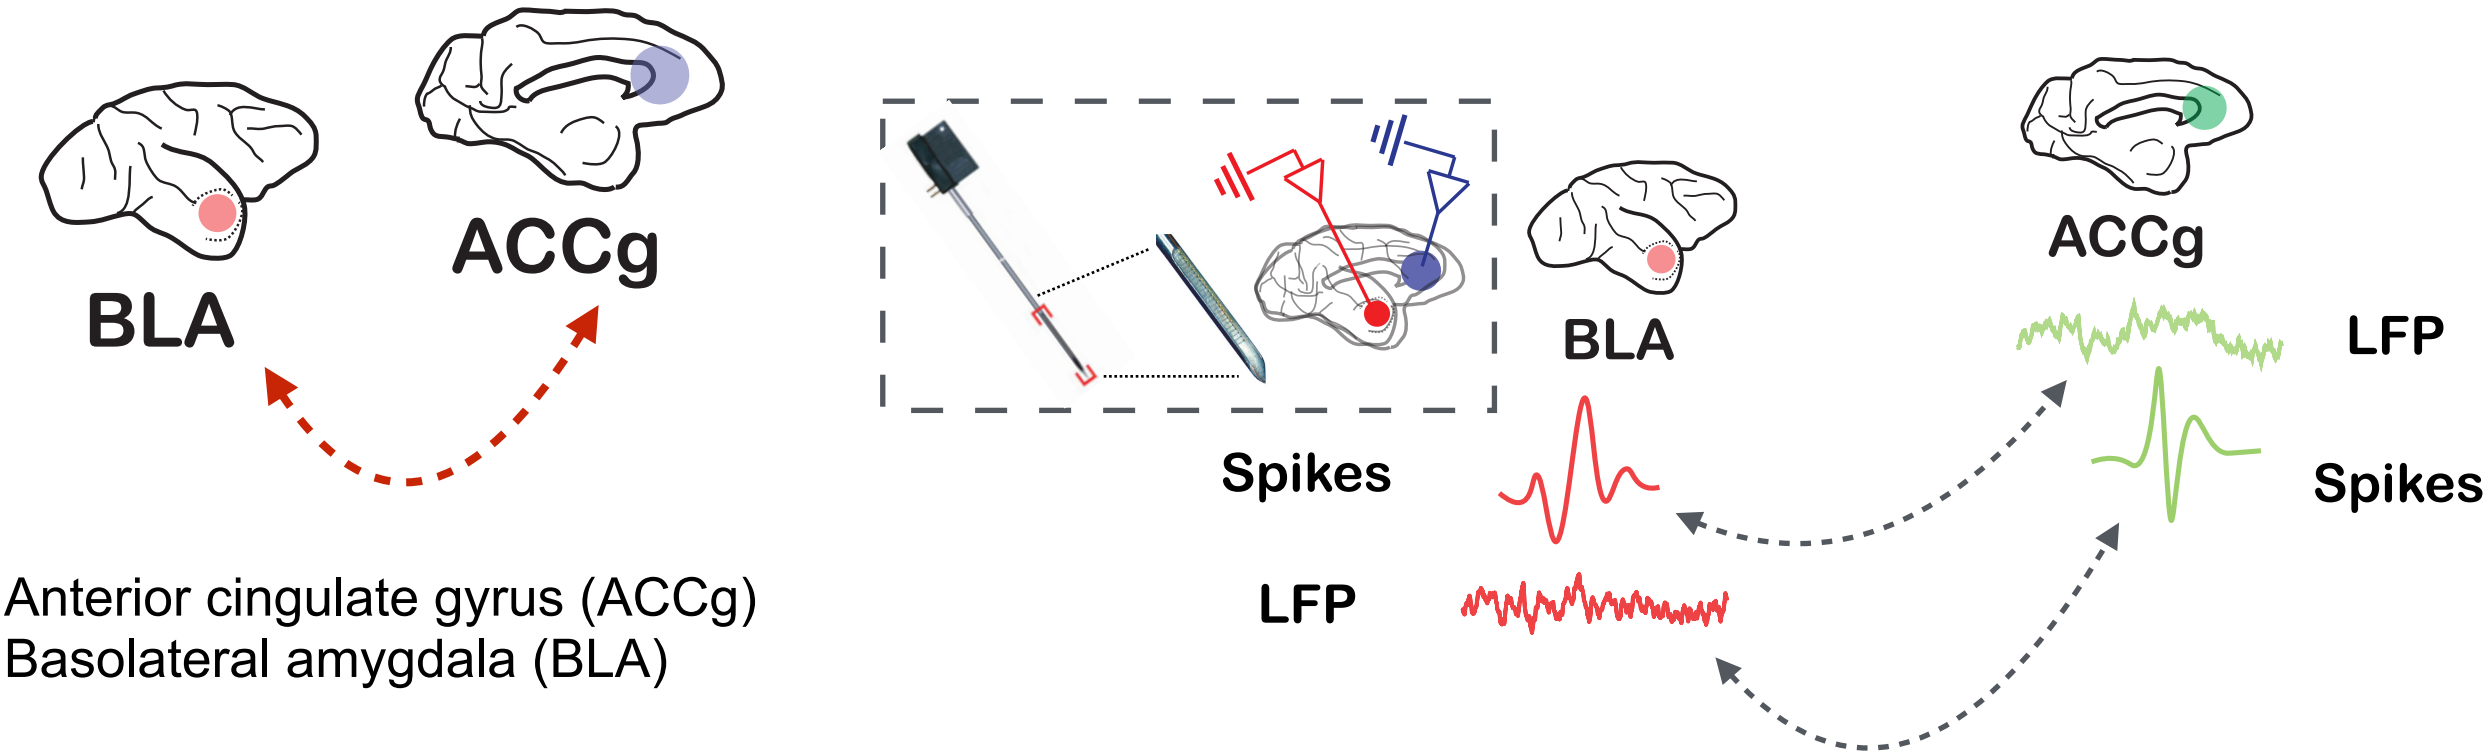 BLA
ACCg
Anterior cingulate gyrus (ACCg)
Basolateral amygdala (BLA)
BLA
Spikes
LFP
ACCg
LFP
Spikes